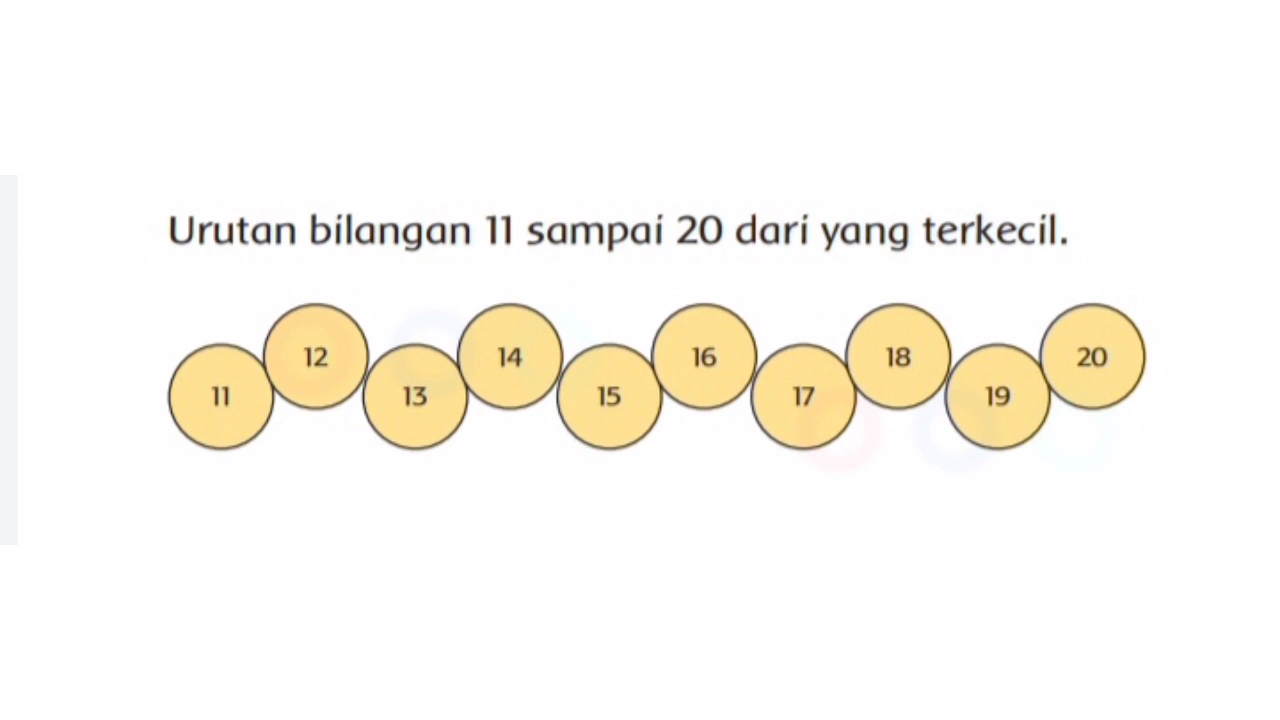 Urutan bilangan 11 sampai 20 dari yang terkecil.
11 12 13 14 15 16 17 18 19 20